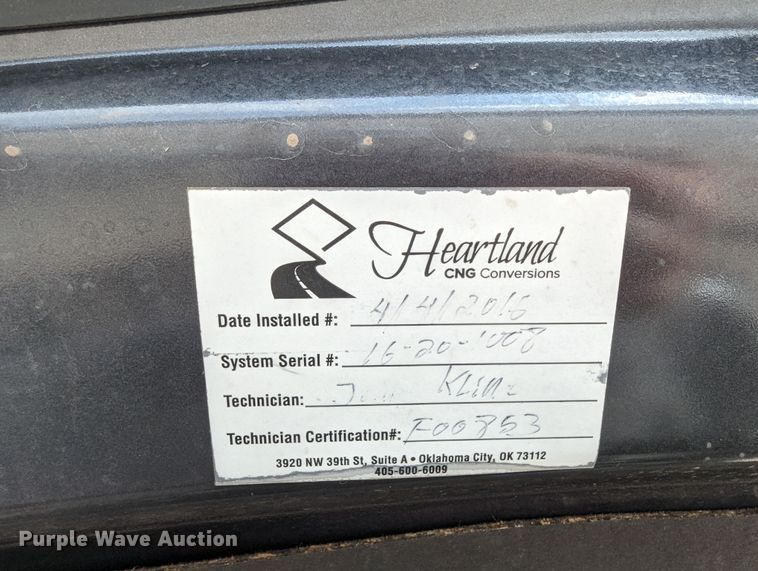 Heartland
CNG Conversions
Date Installed #: 4/4/2016
System Serial #: 16-20-1008
Technician:
Technician Certification#: F00353
3920 NW 39th St, Suite A • Oklahoma City, OK 73112
405-600-6009
Purple Wave Auction